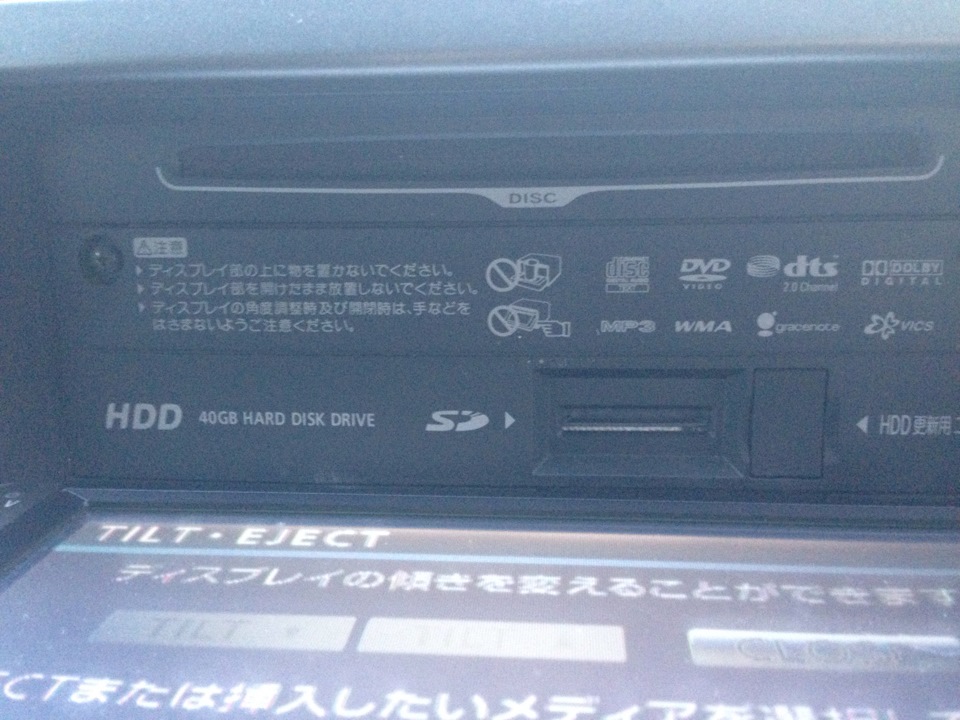 DISC
注意
ディスプレイ部の上に物を置かないでください。
ディスプレイ部を開けたまま放置しないでください。
ディスプレイの角度調整時及び開閉時は、手などを
はさまないようご注意ください。
disc DVD VIDEO dts 2.0 Channel DOLBY DIGITAL
MP3 WMA gracenote VICS
HDD 40GB HARD DISK DRIVE SD HDD更新用
TILT・EJECT
ディスプレイの傾きを変えることができます
TILT TILT CLOSE
CTまたは挿入したいメディアを選択して